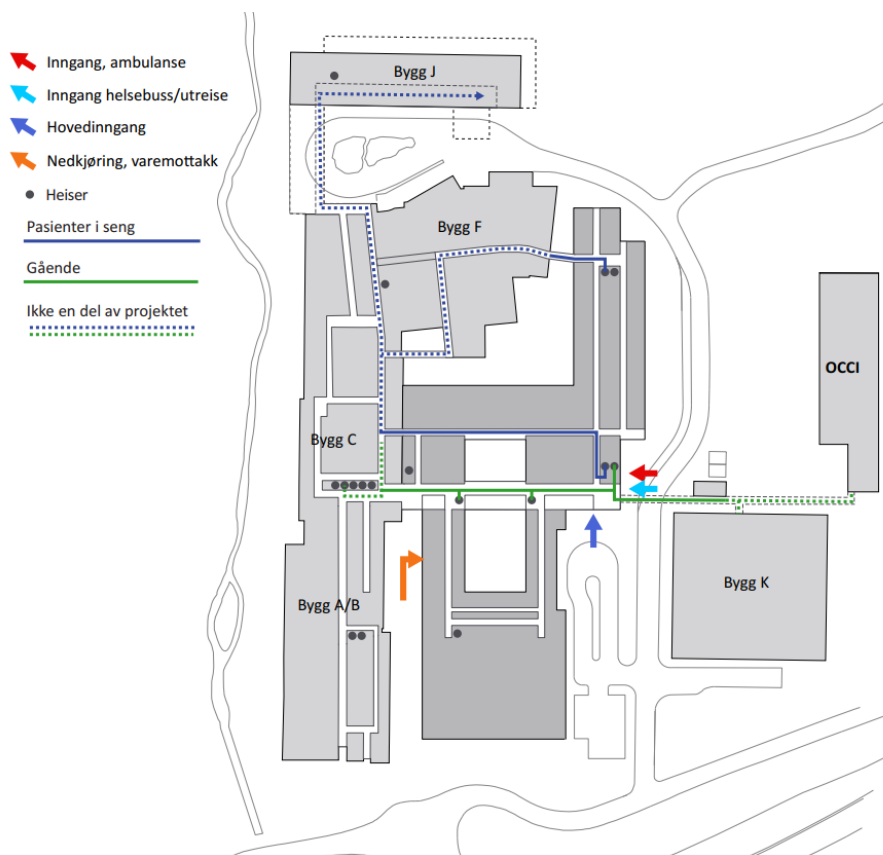 Inngang, ambulanse
Inngang helsebuss/utreise
Hovedinngang
Nedkjøring, varemottakk
Heiser
Pasienter i seng
Gående
Ikke en del av projektet
Bygg J
Bygg F
OCCI
Bygg C
Bygg K
Bygg A/B